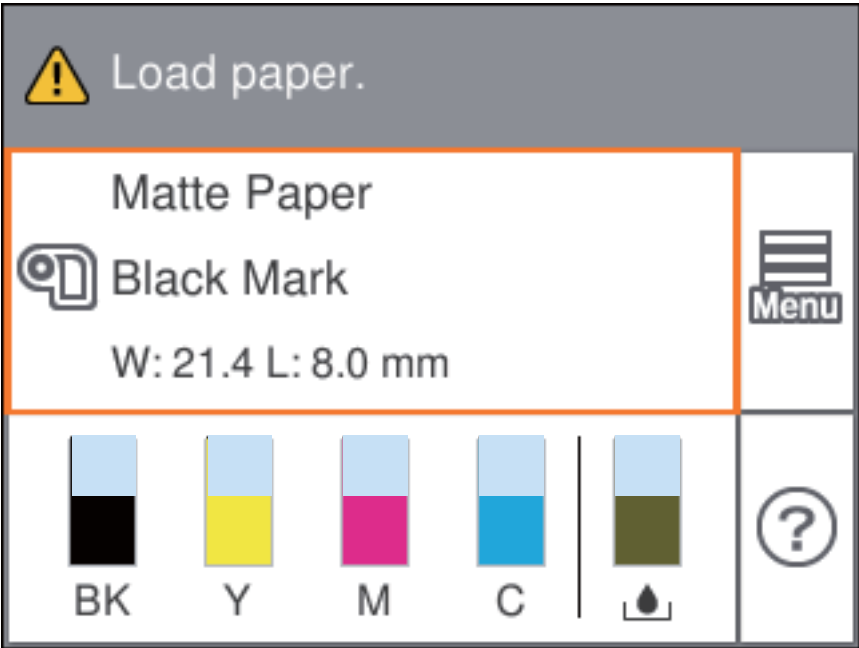 Load paper.
Matte Paper
Black Mark
W: 21.4 L: 8.0 mm
Menu
BK Y M C
?